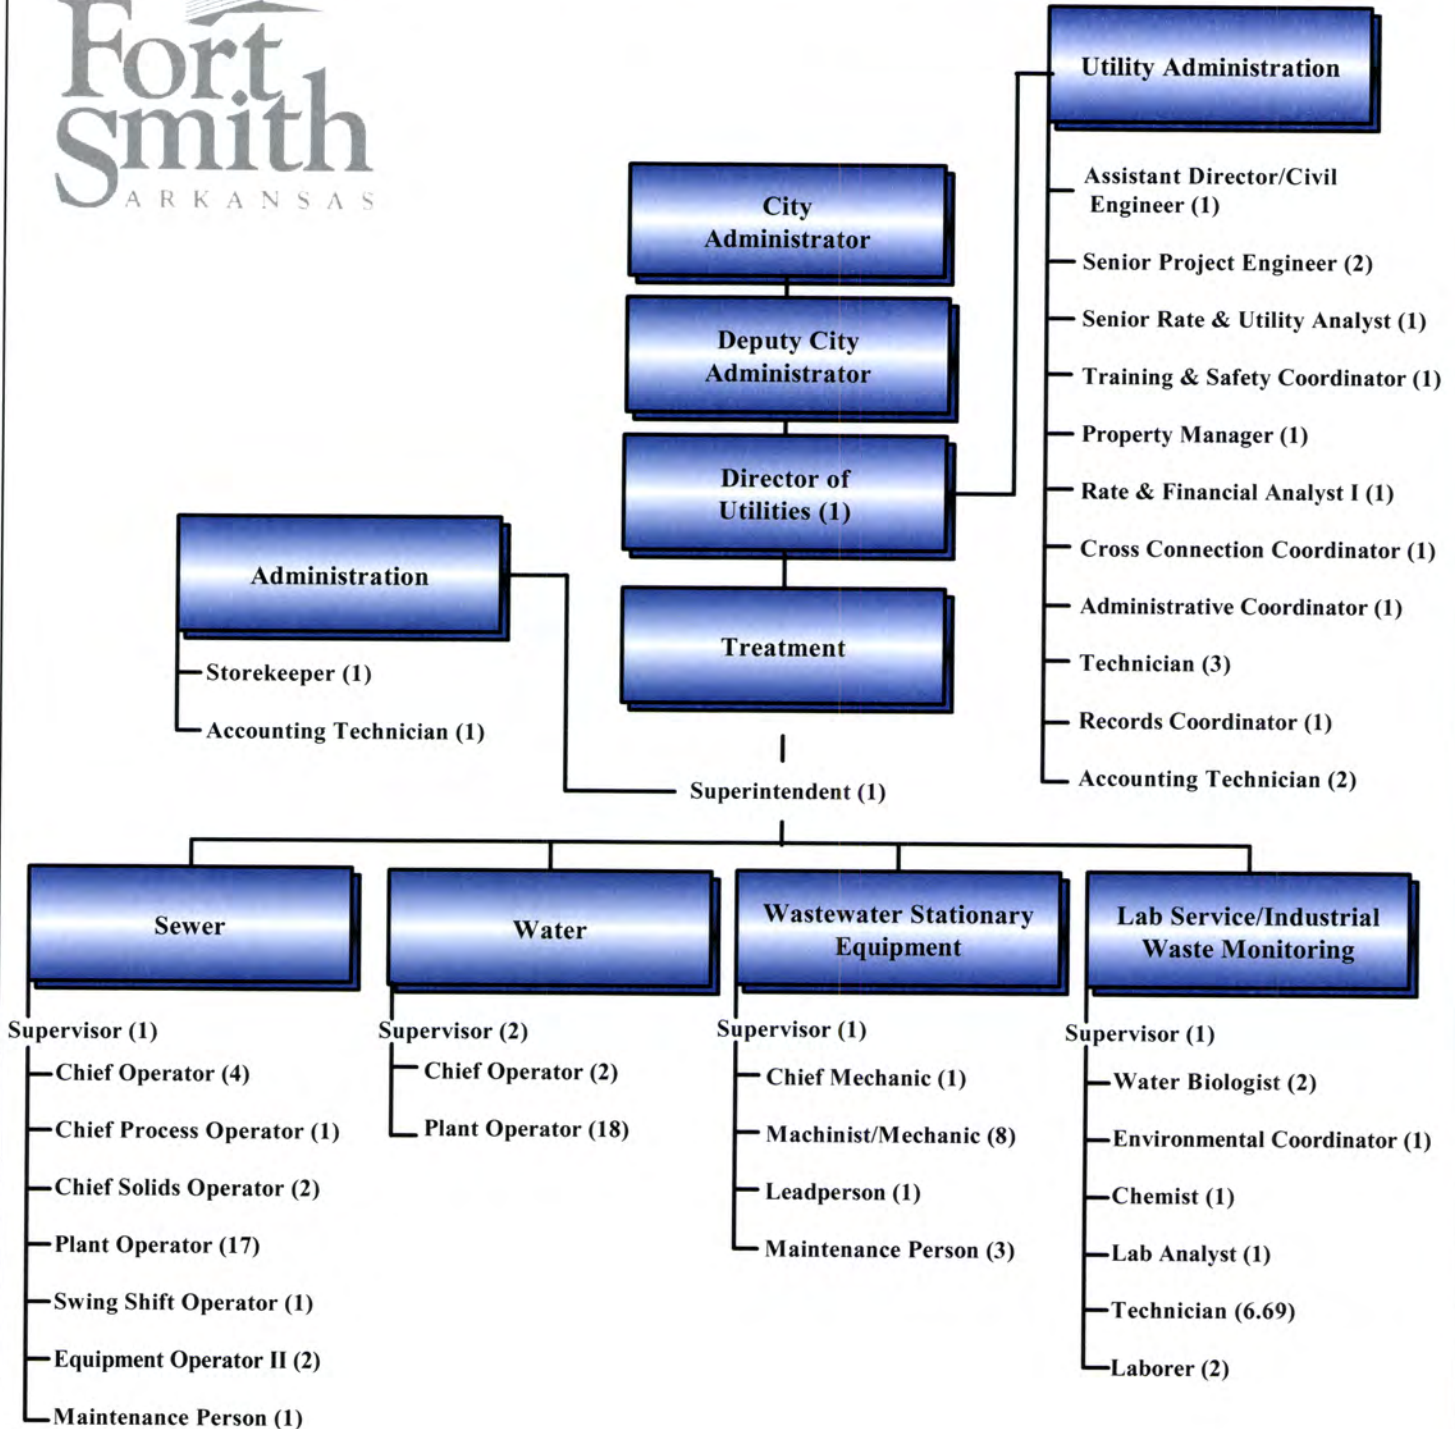 Fort
Smith
ARKANSAS
Utility Administration
Assistant Director/Civil
Engineer (1)
Senior Project Engineer (2)
Senior Rate & Utility Analyst (1)
Training & Safety Coordinator (1)
Property Manager (1)
Rate & Financial Analyst I (1)
Cross Connection Coordinator (1)
Administrative Coordinator (1)
Technician (3)
Records Coordinator (1)
Accounting Technician (2)
City
Administrator
Deputy City
Administrator
Director of
Utilities (1)
Treatment
Administration
Storekeeper (1)
Accounting Technician (1)
Superintendent (1)
Sewer
Supervisor (1)
Chief Operator (4)
Chief Process Operator (1)
Chief Solids Operator (2)
Plant Operator (17)
Swing Shift Operator (1)
Equipment Operator II (2)
Maintenance Person (1)
Water
Supervisor (2)
Chief Operator (2)
Plant Operator (18)
Wastewater Stationary
Equipment
Supervisor (1)
Chief Mechanic (1)
Machinist/Mechanic (8)
Leadperson (1)
Maintenance Person (3)
Lab Service/Industrial
Waste Monitoring
Supervisor (1)
Water Biologist (2)
Environmental Coordinator (1)
Chemist (1)
Lab Analyst (1)
Technician (6.69)
Laborer (2)